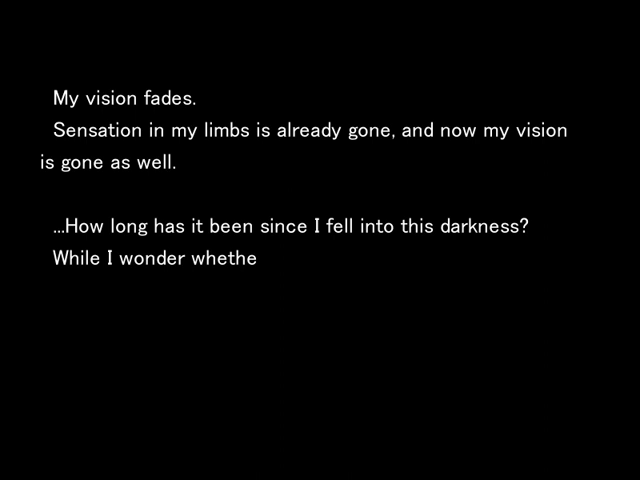 My vision fades.
Sensation in my limbs is already gone, and now my vision
is gone as well.
...How long has it been since I fell into this darkness?
While I wonder whethe